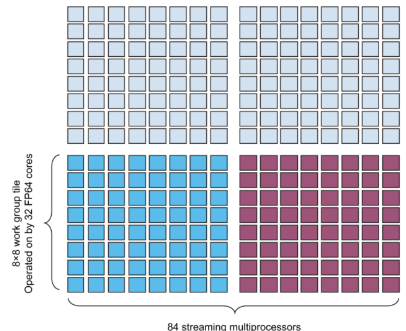 8×8 work group tile
Operated on by 32 FP64 cores
84 streaming multiprocessors